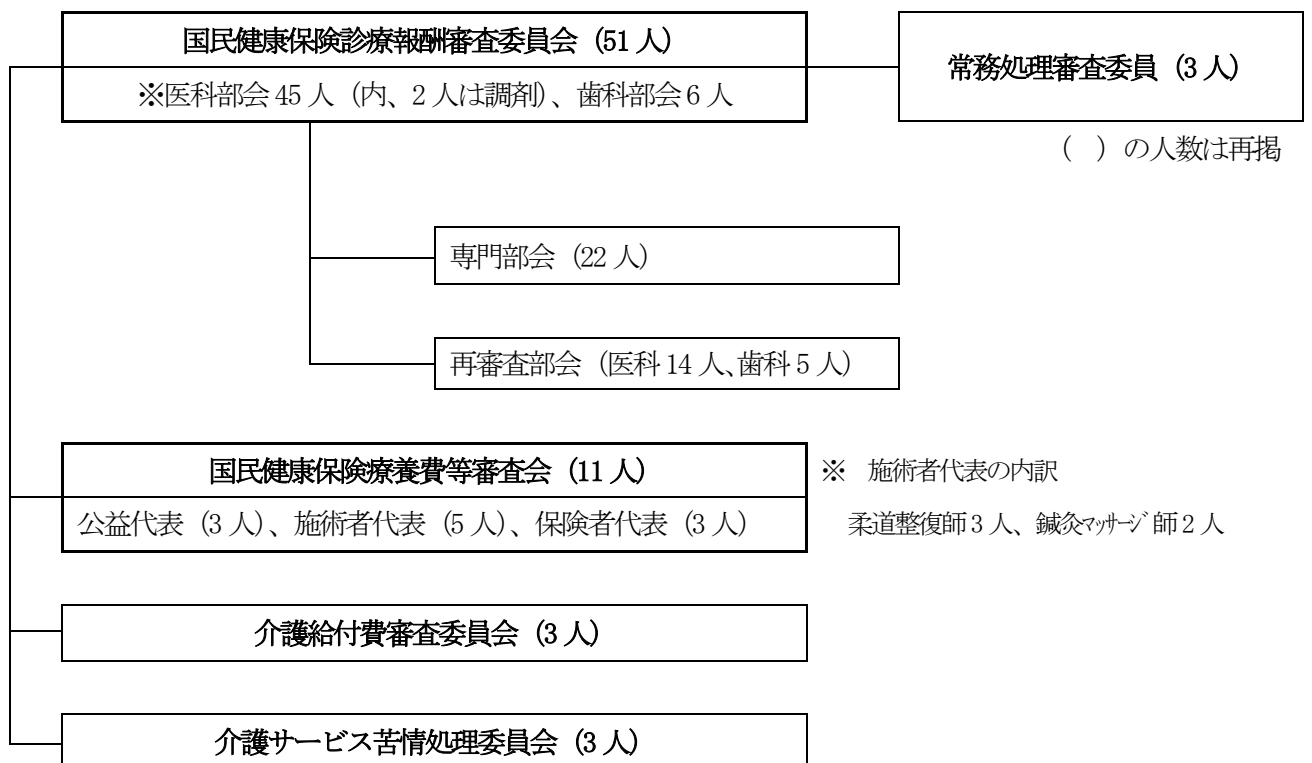 国民健康保険診療報酬審査委員会（51人）
※医科部会45人（内、2人は調剤）、歯科部会6人
常務処理審査委員（3人）
（　）の人数は再掲
専門部会（22人）
再審査部会（医科14人、歯科5人）
国民健康保険療養費等審査会（11人）
公益代表（3人）、施術者代表（5人）、保険者代表（3人）
※　施術者代表の内訳
柔道整復師3人、鍼灸ﾏｯｻｰｼﾞ師2人
介護給付費審査委員会（3人）
介護サービス苦情処理委員会（3人）